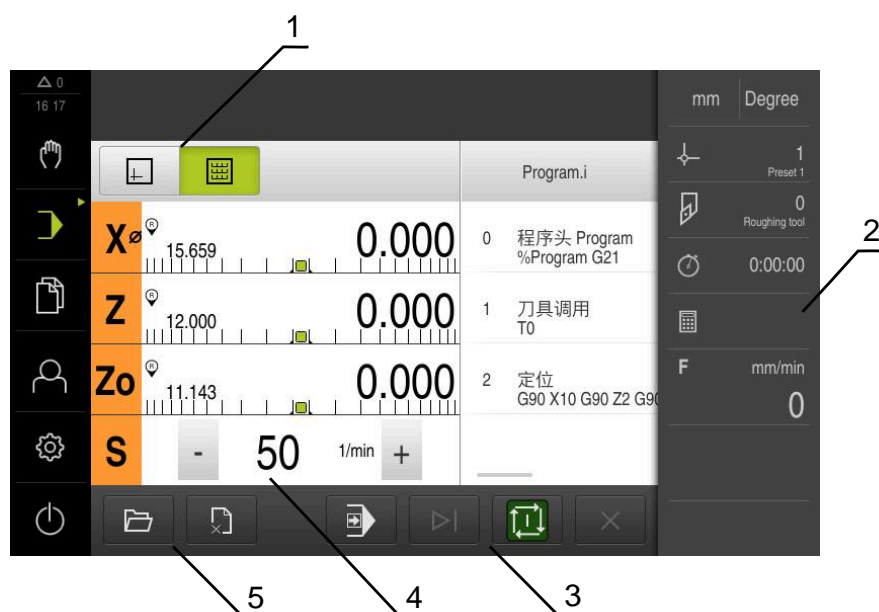 1
△ 0
16 17
mm Degree
Program.i
1
Preset 1
X⌀ R 15.659 0.000
0 程序头 Program
%Program G21
0
Roughing tool
2
0:00:00
Z R 12.000 0.000
1 刀具调用
T0
Zo R 11.143 0.000
2 定位
G90 X10 G90 Z2 G90
F mm/min
0
S - 50 1/min +
5
4
3